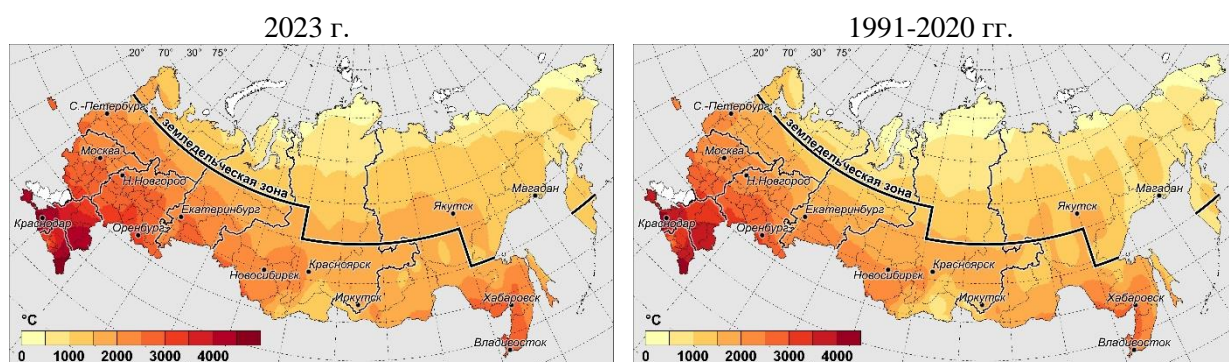 2023 г.
20° 70° 30° 75°
С.-Петербург
Москва
Н.Новгород
Краснодар
Оренбург
Екатеринбург
земледельческая зона
Новосибирск
Красноярск
Иркутск
Якутск
Магадан
Хабаровск
Владивосток
°C
0 1000 2000 3000 4000
1991-2020 гг.
20° 70° 30° 75°
С.-Петербург
Москва
Н.Новгород
Краснодар
Оренбург
Екатеринбург
земледельческая зона
Новосибирск
Красноярск
Иркутск
Якутск
Магадан
Хабаровск
Владивосток
°C
0 1000 2000 3000 4000